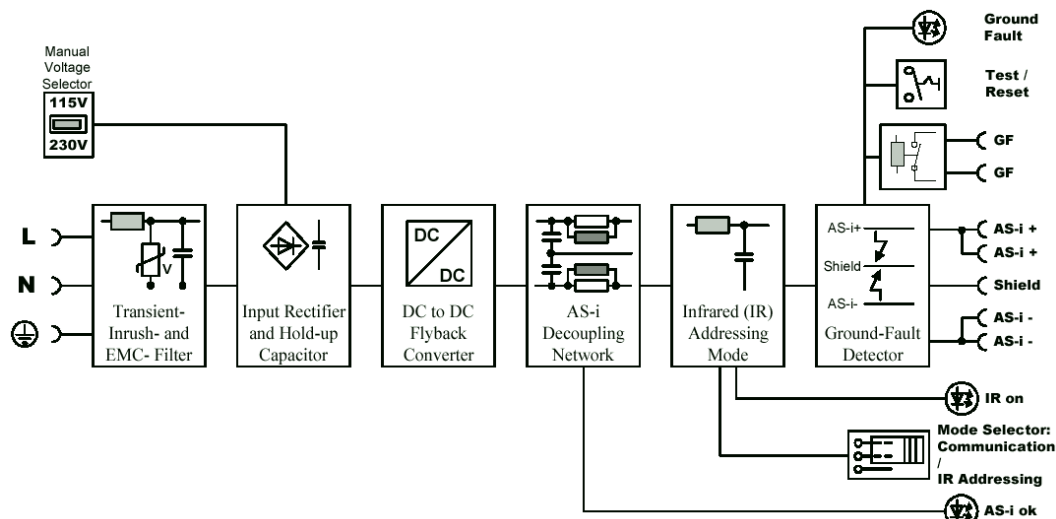 Manual
Voltage
Selector
115V
230V
Ground
Fault
Test /
Reset
GF
GF
L
N
V
Transient-
Inrush- and
EMC- Filter
Input Rectifier
and Hold-up
Capacitor
DC
DC
DC to DC
Flyback
Converter
AS-i
Decoupling
Network
Infrared (IR)
Addressing
Mode
AS-i+
Shield
AS-i-
Ground-Fault
Detector
AS-i +
AS-i +
Shield
AS-i -
AS-i -
IR on
Mode Selector:
Communication
/
IR Addressing
AS-i ok